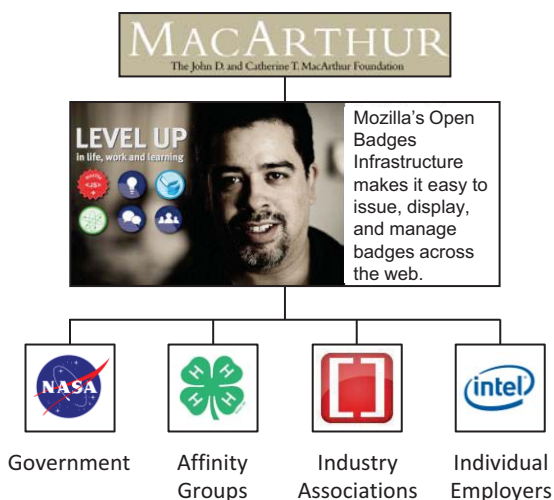 MACARTHUR
The John D. and Catherine T. MacArthur Foundation
LEVEL UP
in life, work and learning
<JS>
+
Mozilla's Open
Badges
Infrastructure
makes it easy to
issue, display,
and manage
badges across
the web.
NASA
H H
H H
[ ]
intel
Government
Affinity
Groups
Industry
Associations
Individual
Employers